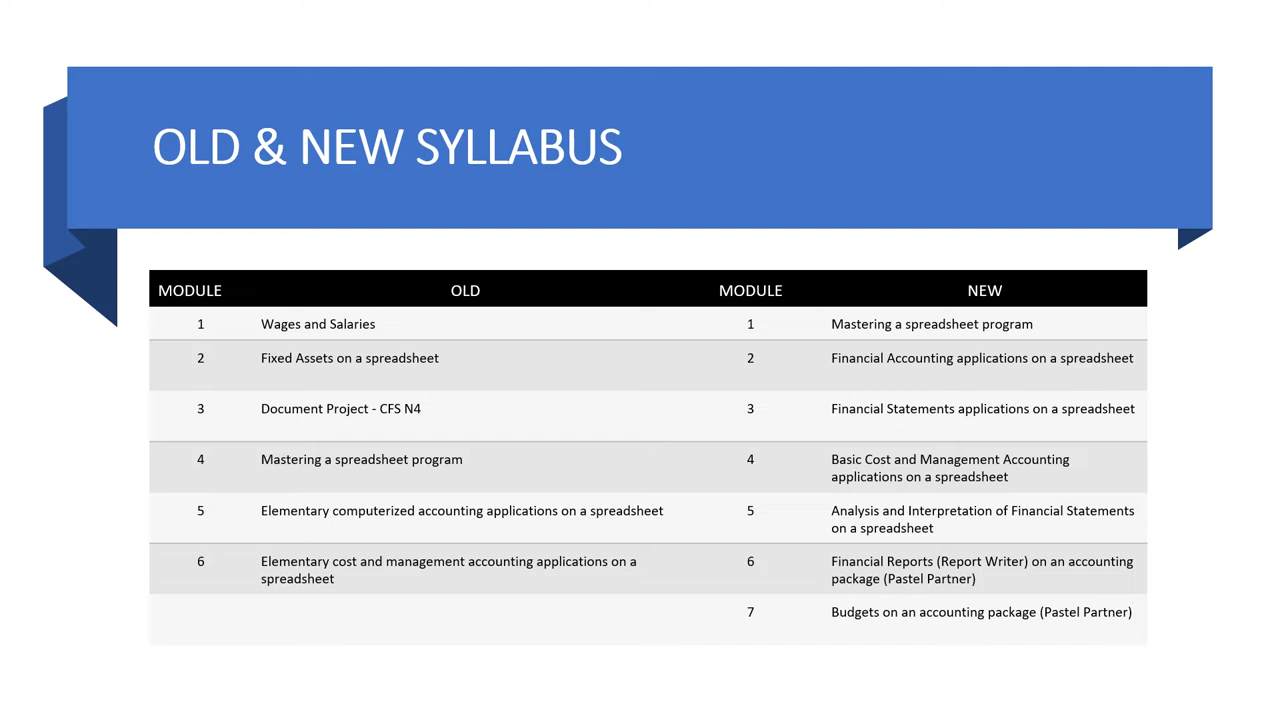 OLD & NEW SYLLABUS
MODULE OLD MODULE NEW
1 Wages and Salaries 1 Mastering a spreadsheet program
2 Fixed Assets on a spreadsheet 2 Financial Accounting applications on a spreadsheet
3 Document Project - CFS N4 3 Financial Statements applications on a spreadsheet
4 Mastering a spreadsheet program 4 Basic Cost and Management Accounting
applications on a spreadsheet
5 Elementary computerized accounting applications on a spreadsheet 5 Analysis and Interpretation of Financial Statements
on a spreadsheet
6 Elementary cost and management accounting applications on a 6 Financial Reports (Report Writer) on an accounting
spreadsheet package (Pastel Partner)
7 Budgets on an accounting package (Pastel Partner)